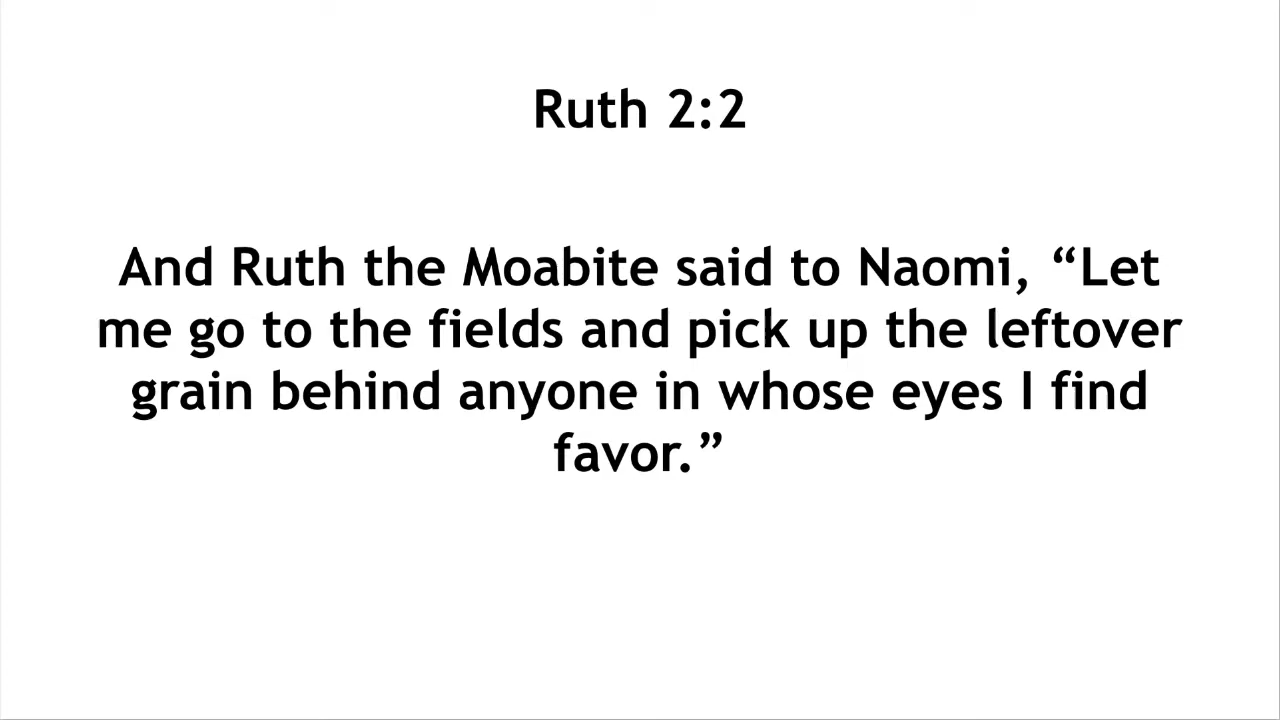 Ruth 2:2
And Ruth the Moabite said to Naomi, “Let
me go to the fields and pick up the leftover
grain behind anyone in whose eyes I find
favor.”